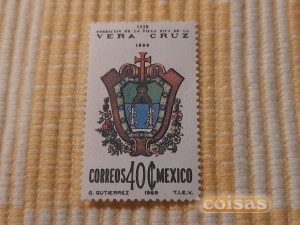 1519
FUNDACION DE LA VILLA RICA DE LA
VERA CRUZ
1969
CORREOS 40¢ MEXICO
G. GUTIERREZ 1969 T.I.E.V.
coisas